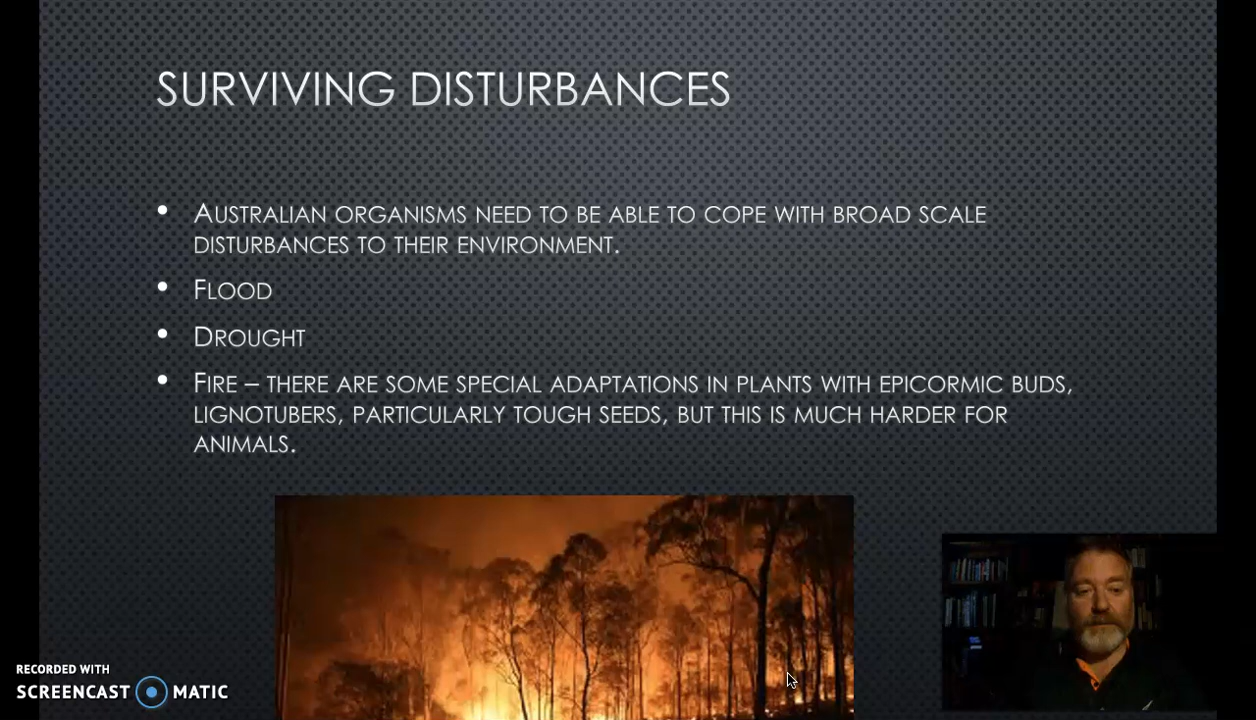 SURVIVING DISTURBANCES
• AUSTRALIAN ORGANISMS NEED TO BE ABLE TO COPE WITH BROAD SCALE
DISTURBANCES TO THEIR ENVIRONMENT.
• FLOOD
• DROUGHT
• FIRE – THERE ARE SOME SPECIAL ADAPTATIONS IN PLANTS WITH EPICORMIC BUDS,
LIGNOTUBERS, PARTICULARLY TOUGH SEEDS, BUT THIS IS MUCH HARDER FOR
ANIMALS.
RECORDED WITH
SCREENCAST MATIC